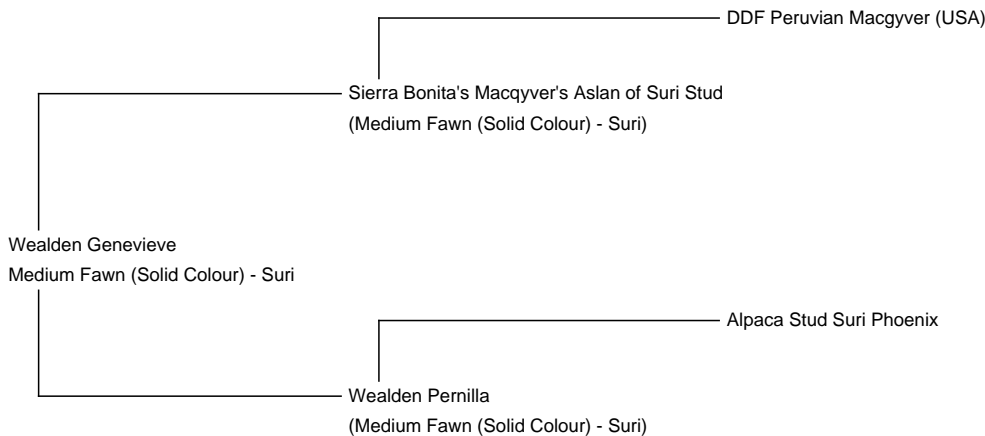 DDF Peruvian Macgyver (USA)
Sierra Bonita's Macqyver's Aslan of Suri Stud
(Medium Fawn (Solid Colour) - Suri)
Wealden Genevieve
Medium Fawn (Solid Colour) - Suri
Alpaca Stud Suri Phoenix
Wealden Pernilla
(Medium Fawn (Solid Colour) - Suri)